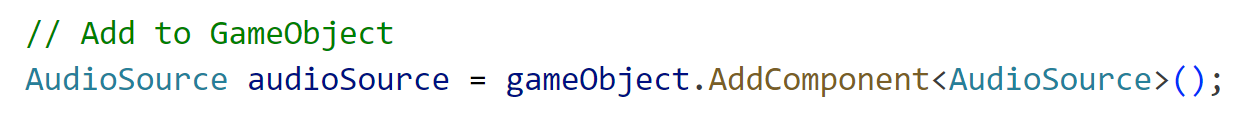 // Add to GameObject
AudioSource audioSource = gameObject.AddComponent<AudioSource>();